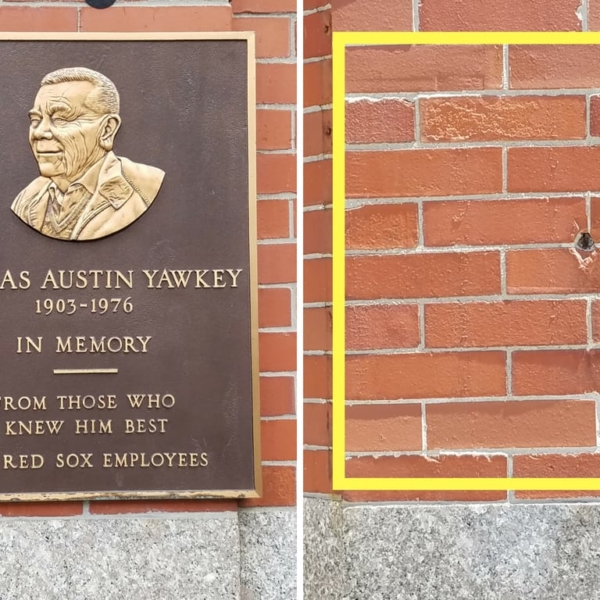 AS AUSTIN YAWKEY
1903-1976
IN MEMORY
FROM THOSE WHO
KNEW HIM BEST
RED SOX EMPLOYEES